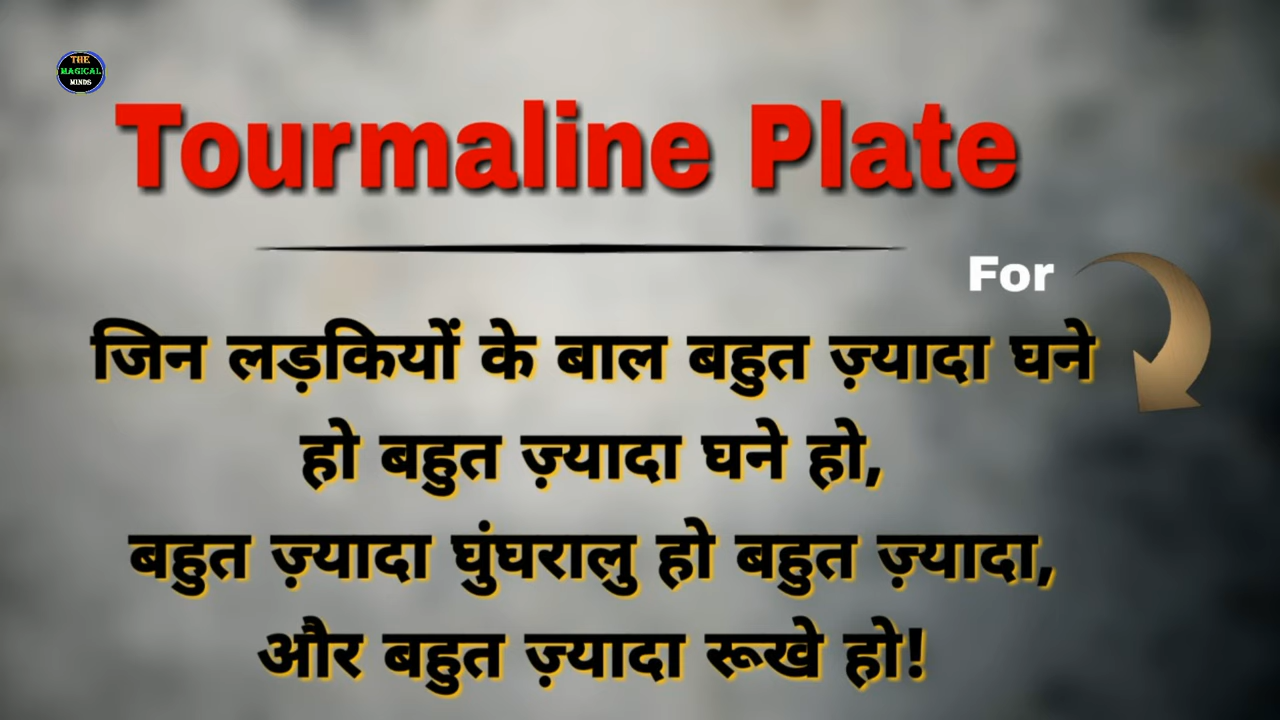 THE
MAGICAL
MINDS
Tourmaline Plate
For
जिन लड़कियों के बाल बहुत ज़्यादा घने
हो बहुत ज़्यादा घने हो,
बहुत ज़्यादा घुंघरालु हो बहुत ज़्यादा,
और बहुत ज़्यादा रूखे हो!